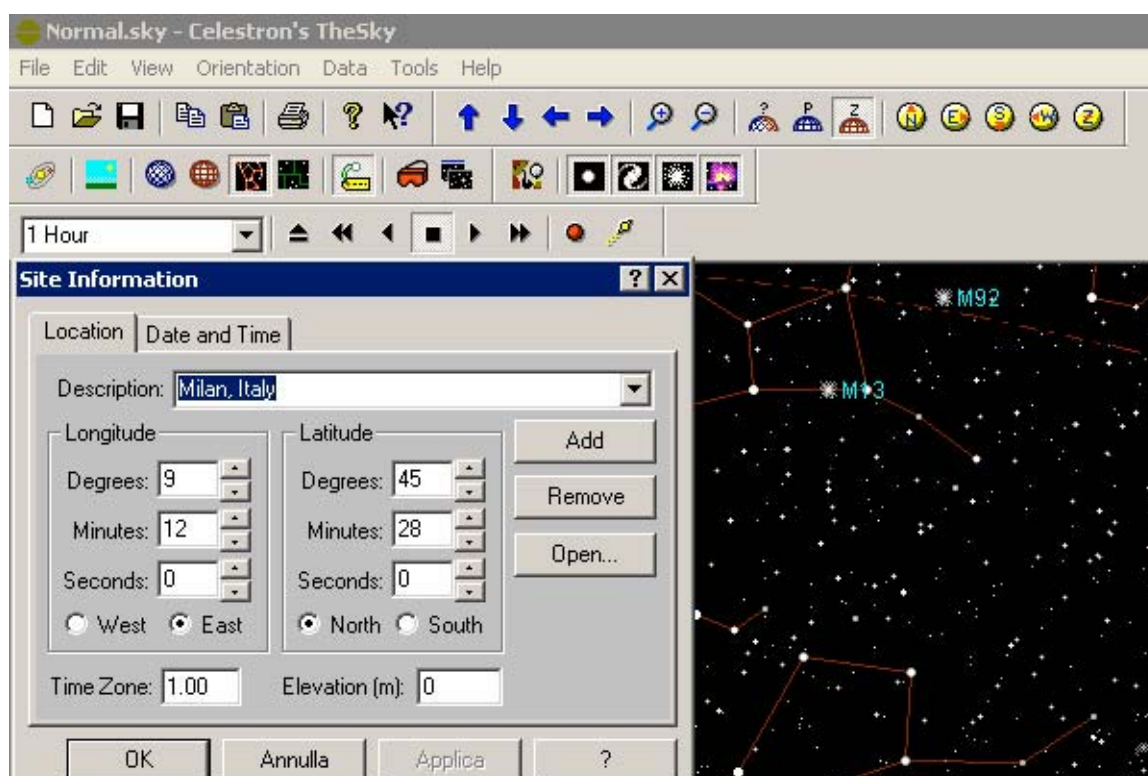 Normal.sky - Celestron's TheSky
File Edit View Orientation Data Tools Help
? P Z
N E S W Z
1 Hour
Site Information
Location Date and Time
Description: Milan, Italy
Longitude Latitude
Degrees: 9 Degrees: 45 Add
Minutes: 12 Minutes: 28 Remove
Seconds: 0 Seconds: 0 Open...
West East North South
Time Zone: 1.00 Elevation (m): 0
OK Annulla Applica ?
M92
M13